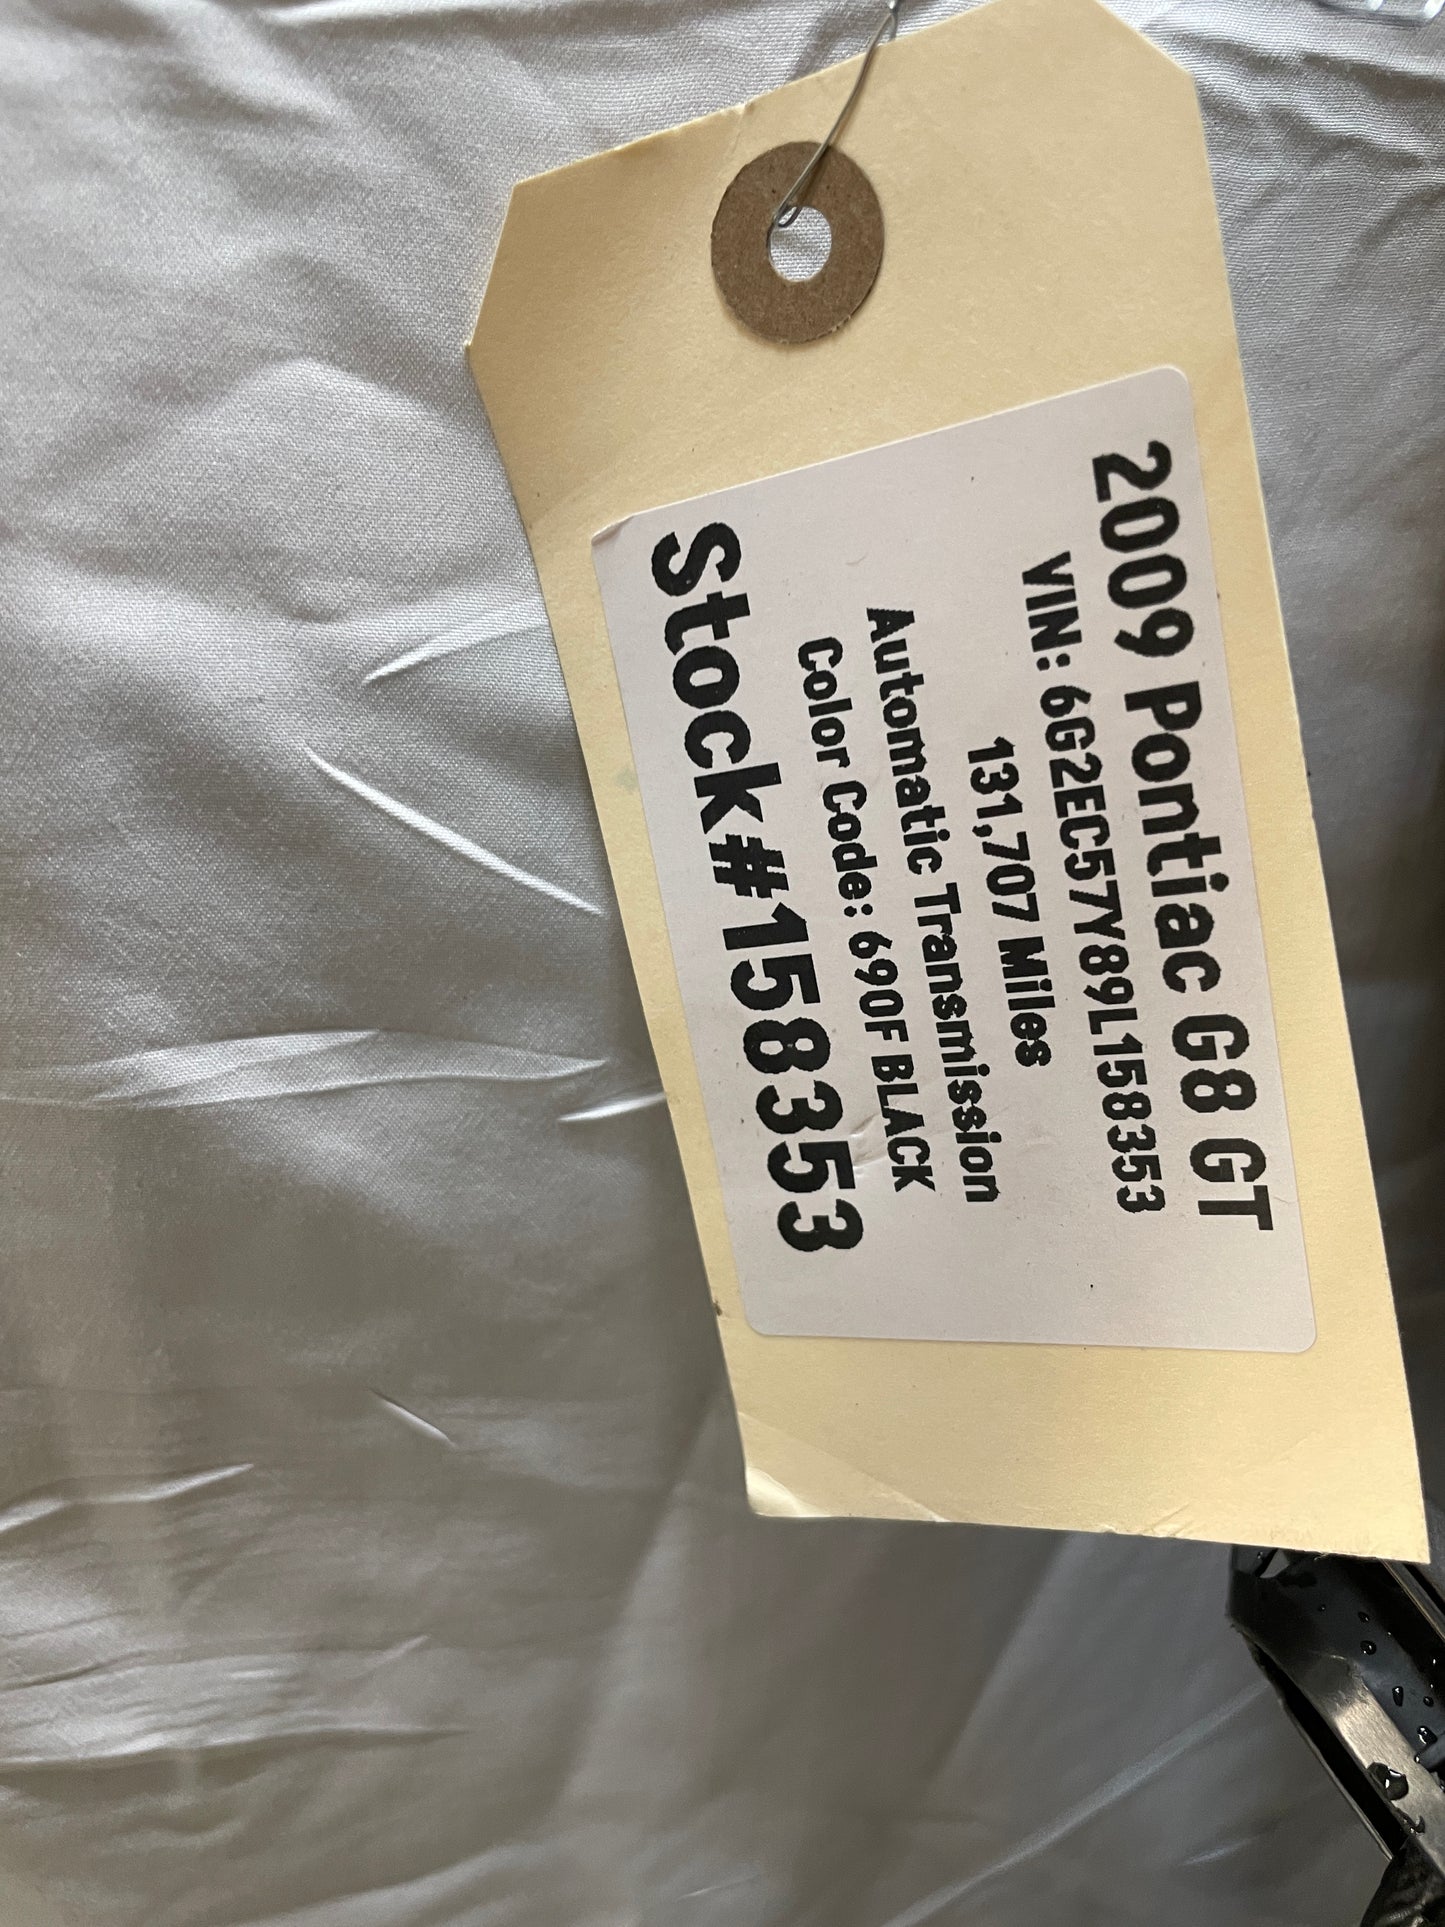 2009 Pontiac G8 GT
VIN: 6G2EC57Y89L158353
131,707 Miles
Automatic Transmission
Color Code: 690F BLACK
Stock#158353